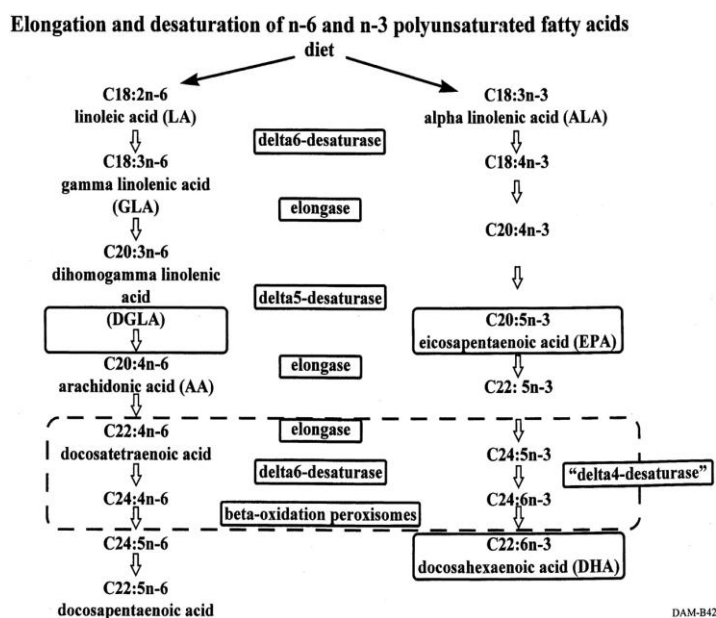 Elongation and desaturation of n-6 and n-3 polyunsaturated fatty acids
diet
C18:2n-6
linoleic acid (LA)
C18:3n-6
gamma linolenic acid
(GLA)
C20:3n-6
dihomogamma linolenic
acid
(DGLA)
C20:4n-6
arachidonic acid (AA)
C22:4n-6
docosatetraenoic acid
C24:4n-6
C24:5n-6
C22:5n-6
docosapentaenoic acid
delta6-desaturase
elongase
delta5-desaturase
elongase
elongase
delta6-desaturase
beta-oxidation peroxisomes
C18:3n-3
alpha linolenic acid (ALA)
C18:4n-3
C20:4n-3
C20:5n-3
eicosapentaenoic acid (EPA)
C22: 5n-3
C24:5n-3
C24:6n-3
C22:6n-3
docosahexaenoic acid (DHA)
“delta4-desaturase”
DAM-B42